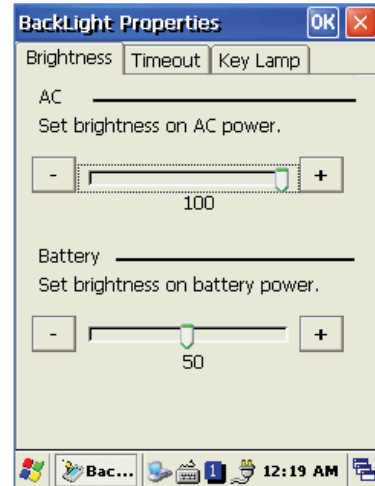 BackLight Properties OK ×
Brightness Timeout Key Lamp
AC
Set brightness on AC power.
- +
100
Battery
Set brightness on battery power.
- +
50
Bac... 1 12:19 AM